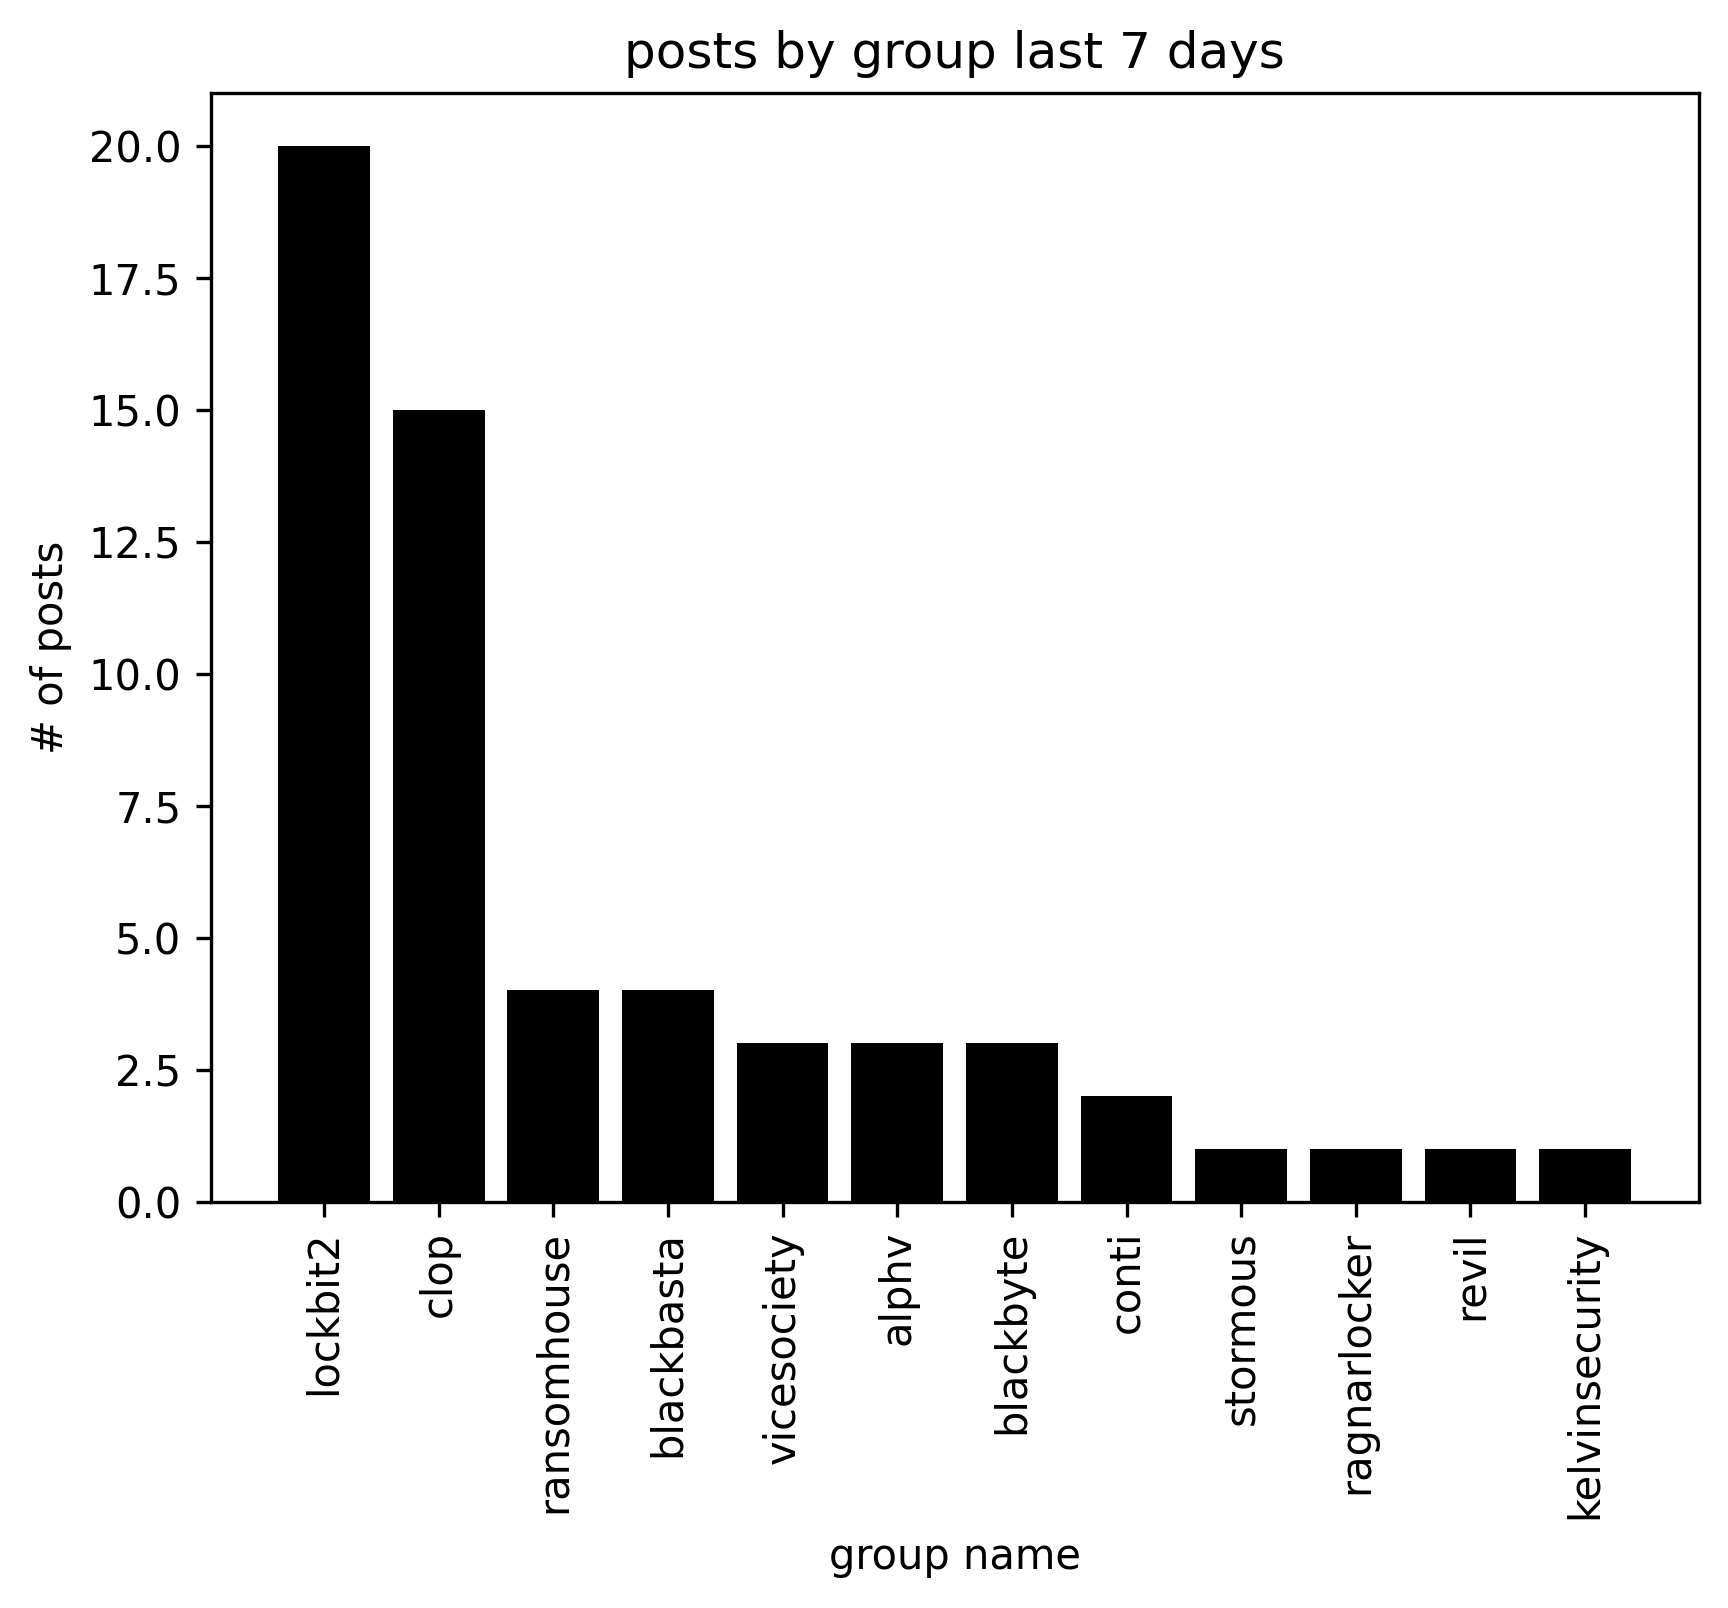 posts by group last 7 days
20.0
17.5
15.0
12.5
10.0
7.5
5.0
2.5
0.0
# of posts
lockbit2
clop
ransomhouse
blackbasta
vicesociety
alphv
blackbyte
conti
stormous
ragnarlocker
revil
kelvinsecurity
group name